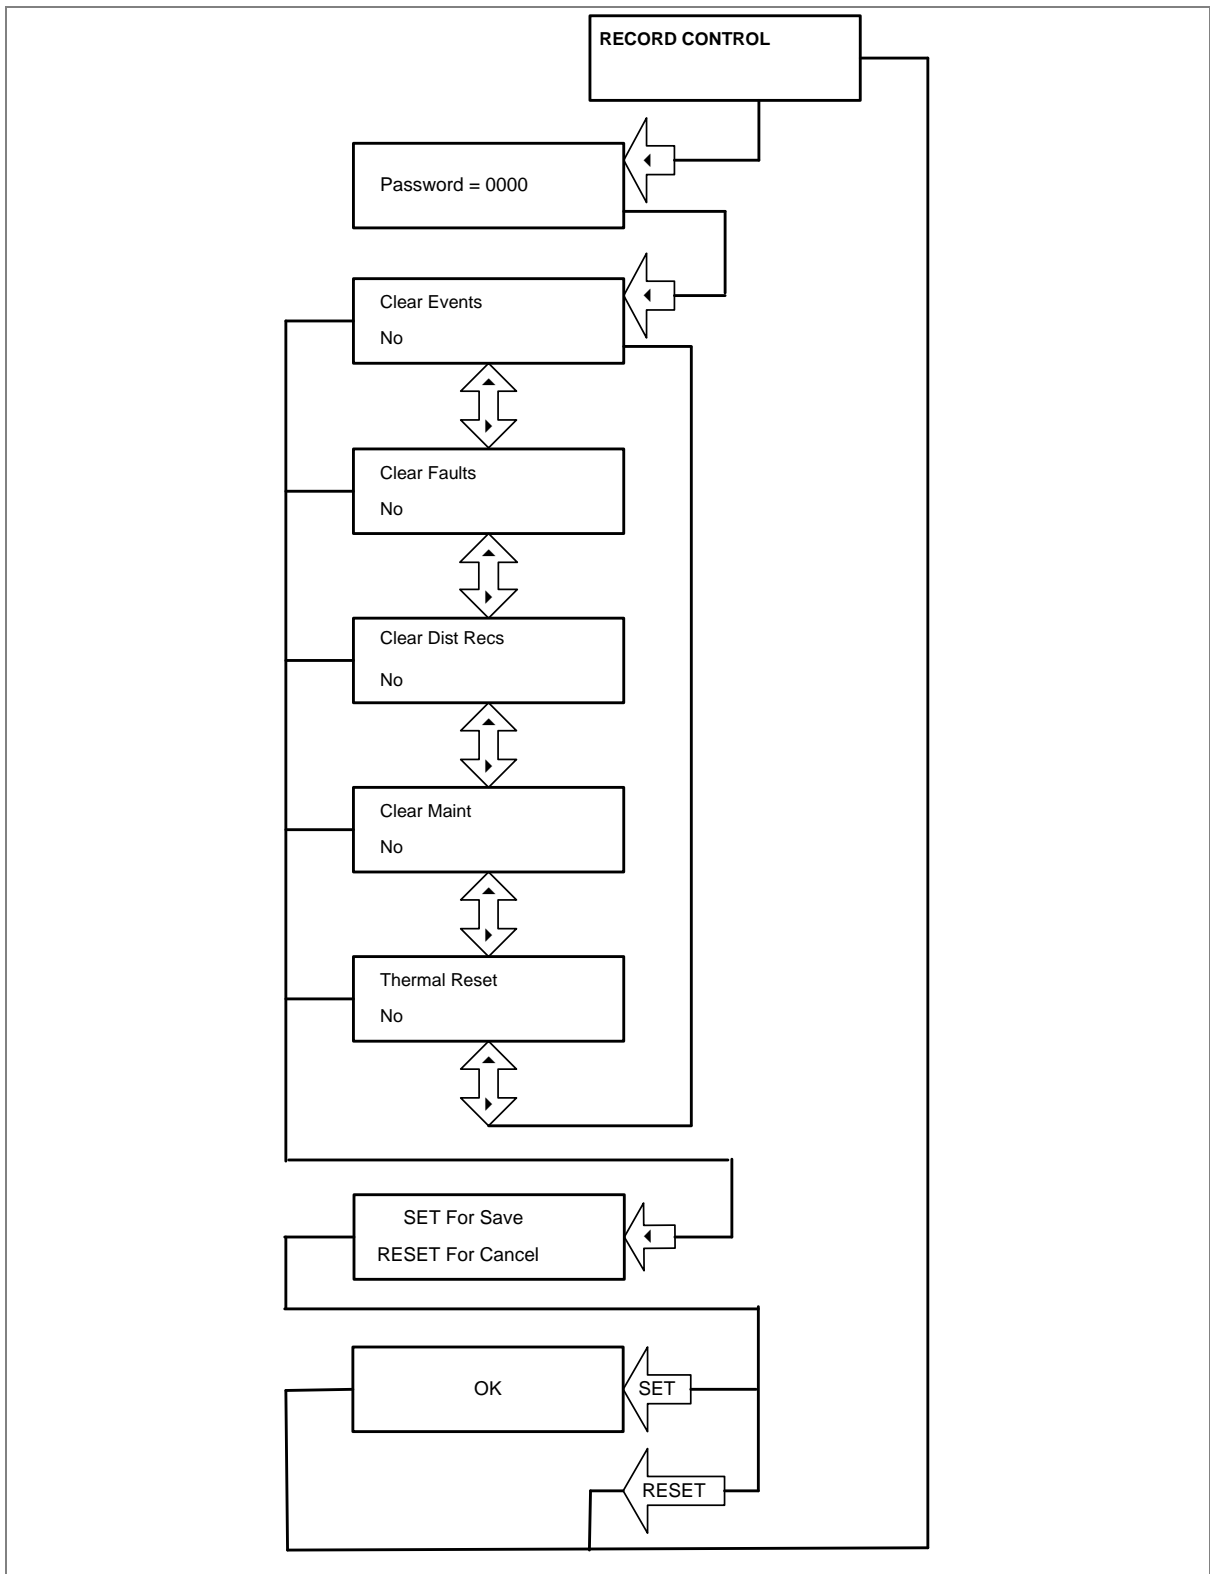 RECORD CONTROL
Password = 0000
Clear Events
No
Clear Faults
No
Clear Dist Recs
No
Clear Maint
No
Thermal Reset
No
SET For Save
RESET For Cancel
OK
SET
RESET